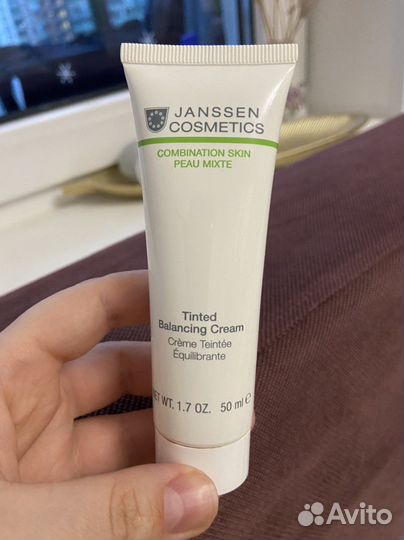 JANSSEN
COSMETICS
COMBINATION SKIN
PEAU MIXTE
Tinted
Balancing Cream
Crème Teintée
Équilibrante
NET WT. 1.7 OZ. 50 ml ℮
Avito